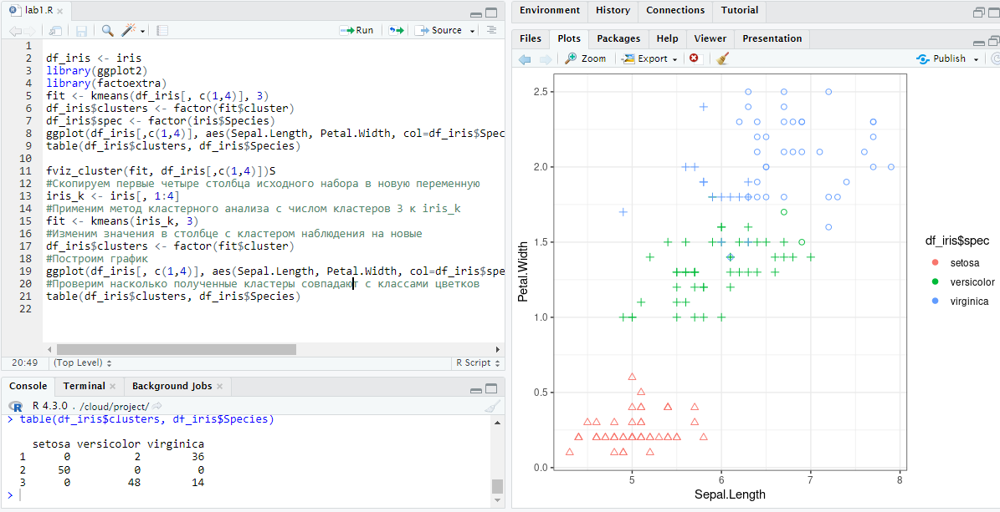 lab1.R
Run
Source
1
2 df_iris <- iris
3 library(ggplot2)
4 library(factoextra)
5 fit <- kmeans(df_iris[, c(1,4)], 3)
6 df_iris$clusters <- factor(fit$cluster)
7 df_iris$spec <- factor(iris$Species)
8 ggplot(df_iris[,c(1,4)], aes(Sepal.Length, Petal.Width, col=df_iris$Spec
9 table(df_iris$clusters, df_iris$Species)
10
11 fviz_cluster(fit, df_iris[,c(1,4)])S
12 #Скопируем первые четыре столбца исходного набора в новую переменную
13 iris_k <- iris[, 1:4]
14 #Применим метод кластерного анализа с числом кластеров 3 к iris_k
15 fit <- kmeans(iris_k, 3)
16 #Изменим значения в столбце с кластером наблюдения на новые
17 df_iris$clusters <- factor(fit$cluster)
18 #Построим график
19 ggplot(df_iris[, c(1,4)], aes(Sepal.Length, Petal.Width, col=df_iris$spe
20 #Проверим насколько полученные кластеры совпадают с классами цветков
21 table(df_iris$clusters, df_iris$Species)
22
20:49 (Top Level) R Script
Console Terminal Background Jobs
R 4.3.0 . /cloud/project/
> table(df_iris$clusters, df_iris$Species)
setosa versicolor virginica
1 0 2 36
2 50 0 0
3 0 48 14
>
Environment History Connections Tutorial
Files Plots Packages Help Viewer Presentation
Zoom Export Publish
2.5
2.0
1.5
1.0
0.5
0.0
Petal.Width
5 6 7 8
Sepal.Length
df_iris$spec
setosa
versicolor
virginica